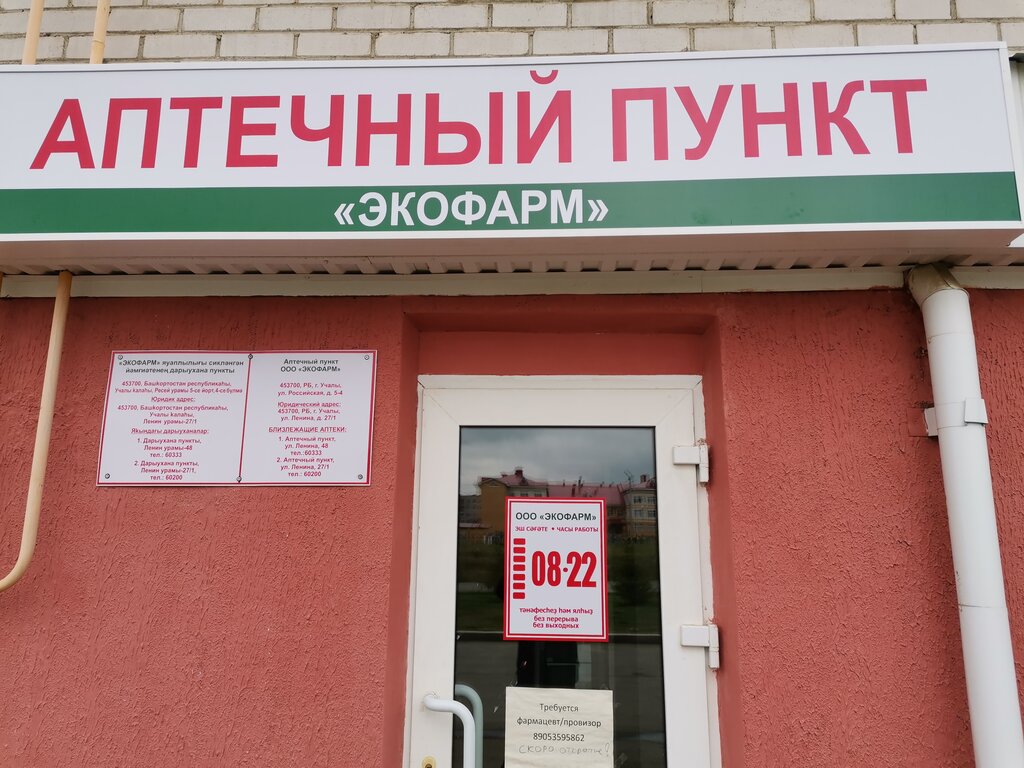 АПТЕЧНЫЙ ПУНКТ
«ЭКОФАРМ»
«ЭКОФАРМ» яуаплылығы сикләнгән
йәмғиәтенең дарыухана пункты
453700, Башҡортостан республикаһы,
Учалы ҡалаһы, Рәсәй урамы 5-се йорт, 4-се бүлмә
Юридик адрес:
453700, Башҡортостан республикаһы,
Учалы ҡалаһы,
Ленин урамы-27/1
Яҡындағы дарыуханалар:
1. Дарыухана пункты,
Ленин урамы-48
тел.: 60333
2. Дарыухана пункты,
Ленин урамы-27/1,
тел.: 60200
Аптечный пункт
ООО «ЭКОФАРМ»
453700, РБ, г. Учалы,
ул. Российская, д. 5-4
Юридический адрес:
453700, РБ, г. Учалы,
ул. Ленина, д. 27/1
БЛИЗЛЕЖАЩИЕ АПТЕКИ:
1. Аптечный пункт,
ул. Ленина, 48
тел.:60333
2. Аптечный пункт,
ул. Ленина, 27/1
тел.: 60200
ООО «ЭКОФАРМ»
ЭШ СӘҒӘТЕ • ЧАСЫ РАБОТЫ
08-22
тәнәфесһеҙ һәм ялһыҙ
без перерыва
без выходных
Требуется
фармацевт/провизор
89053595862
СКОРО открытие!